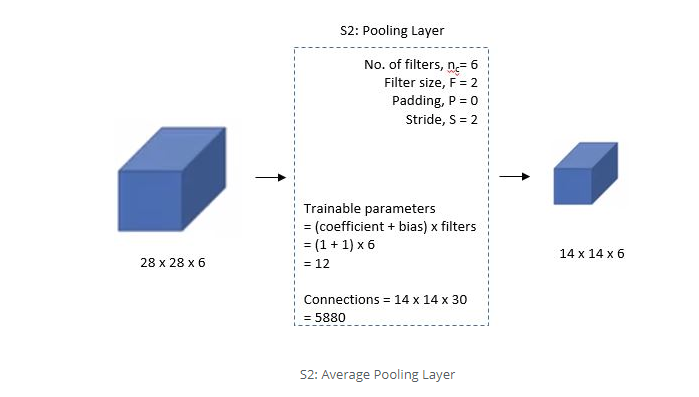 S2: Pooling Layer
No. of filters, nc= 6
Filter size, F = 2
Padding, P = 0
Stride, S = 2
28 x 28 x 6
Trainable parameters
= (coefficient + bias) x filters
= (1 + 1) x 6
= 12
Connections = 14 x 14 x 30
= 5880
14 x 14 x 6
S2: Average Pooling Layer